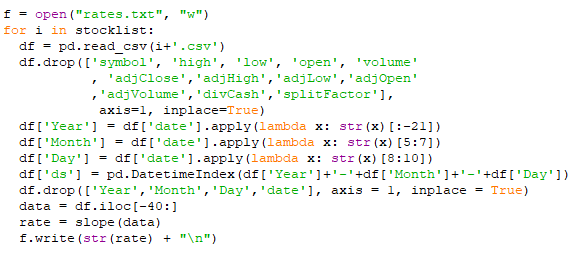 f = open("rates.txt", "w")
for i in stocklist:
  df = pd.read_csv(i+'.csv')
  df.drop(['symbol', 'high', 'low', 'open', 'volume'
           , 'adjClose','adjHigh','adjLow','adjOpen'
           ,'adjVolume','divCash','splitFactor'],
            axis=1, inplace=True)
  df['Year'] = df['date'].apply(lambda x: str(x)[:-21])
  df['Month'] = df['date'].apply(lambda x: str(x)[5:7])
  df['Day'] = df['date'].apply(lambda x: str(x)[8:10])
  df['ds'] = pd.DatetimeIndex(df['Year']+'-'+df['Month']+'-'+df['Day'])
  df.drop(['Year','Month','Day','date'], axis = 1, inplace = True)
  data = df.iloc[-40:]
  rate = slope(data)
  f.write(str(rate) + "\n")